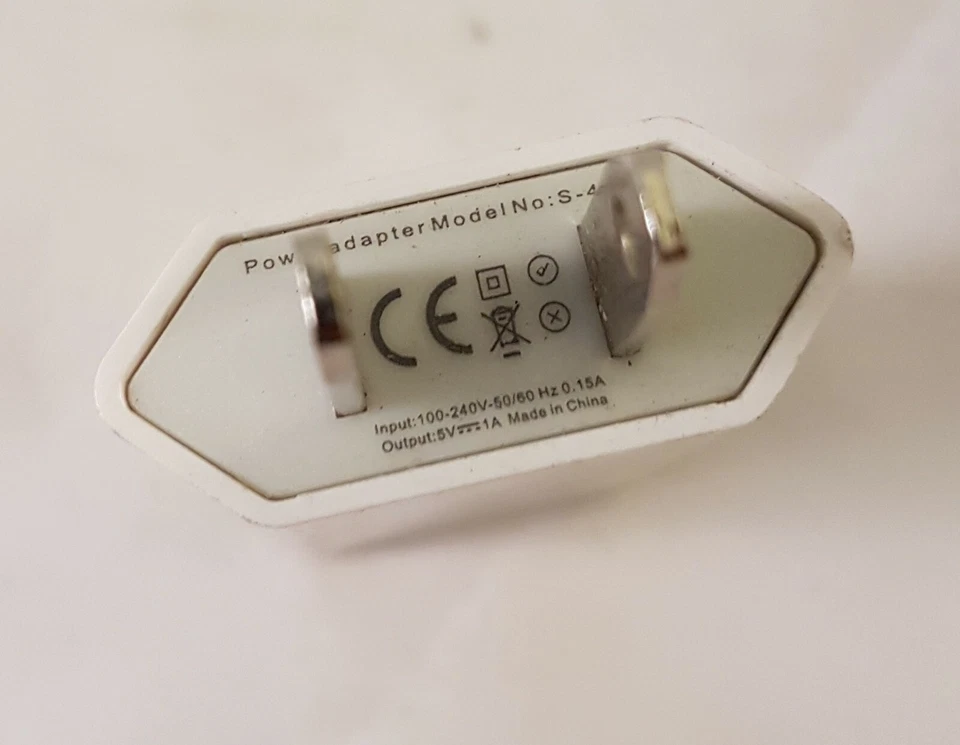 adapter Model No:S-4
CE
Input:100-240V-50/60 Hz 0.15A
Output:5V⎓1A Made in China